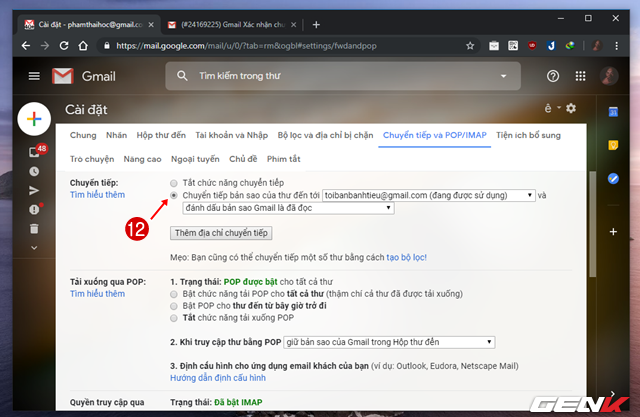 Cài đặt - phamthaihoc@gmail.co
(#24169225) Gmail Xác nhận chu
https://mail.google.com/mail/u/0/?tab=rm&ogbl#settings/fwdandpop
Gmail
Tìm kiếm trong thư
Cài đặt
ê
48
Chung Nhãn Hộp thư đến Tài khoản và Nhập Bộ lọc và địa chỉ bị chặn Chuyển tiếp và POP/IMAP Tiện ích bổ sung
Trò chuyện Nâng cao Ngoại tuyến Chủ đề Phím tắt
Chuyển tiếp:
Tìm hiểu thêm
Tắt chức năng chuyển tiếp
Chuyển tiếp bản sao của thư đến tới toibanbanhtieu@gmail.com (đang được sử dụng) và
đánh dấu bản sao Gmail là đã đọc
12
Thêm địa chỉ chuyển tiếp
Mẹo: Bạn cũng có thể chuyển tiếp một số thư bằng cách tạo bộ lọc!
Tải xuống qua POP:
Tìm hiểu thêm
1. Trạng thái: POP được bật cho tất cả thư
Bật chức năng tải POP cho tất cả thư (thậm chí cả thư đã được tải xuống)
Bật POP cho thư đến từ bây giờ trở đi
Tắt chức năng tải xuống POP
2. Khi truy cập thư bằng POP giữ bản sao của Gmail trong Hộp thư đến
3. Định cấu hình cho ứng dụng email khách của bạn (ví dụ: Outlook, Eudora, Netscape Mail)
Hướng dẫn định cấu hình
Quyền truy cập qua
Trạng thái: Đã bật IMAP
31
GENK